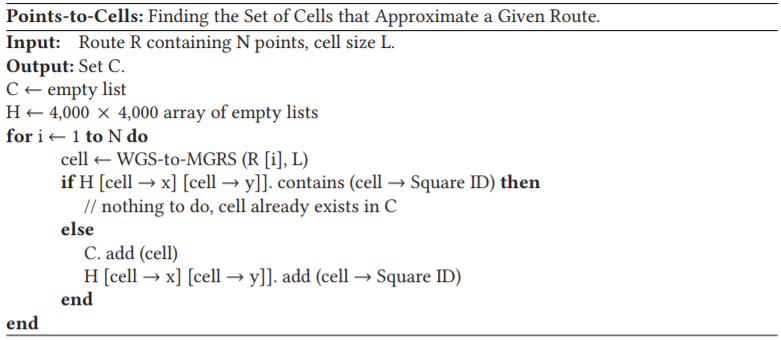 Points-to-Cells: Finding the Set of Cells that Approximate a Given Route.
Input: Route R containing N points, cell size L.
Output: Set C.
C ← empty list
H ← 4,000 × 4,000 array of empty lists
for i ← 1 to N do
cell ← WGS-to-MGRS (R [i], L)
if H [cell → x] [cell → y]]. contains (cell → Square ID) then
// nothing to do, cell already exists in C
else
C. add (cell)
H [cell → x] [cell → y]]. add (cell → Square ID)
end
end